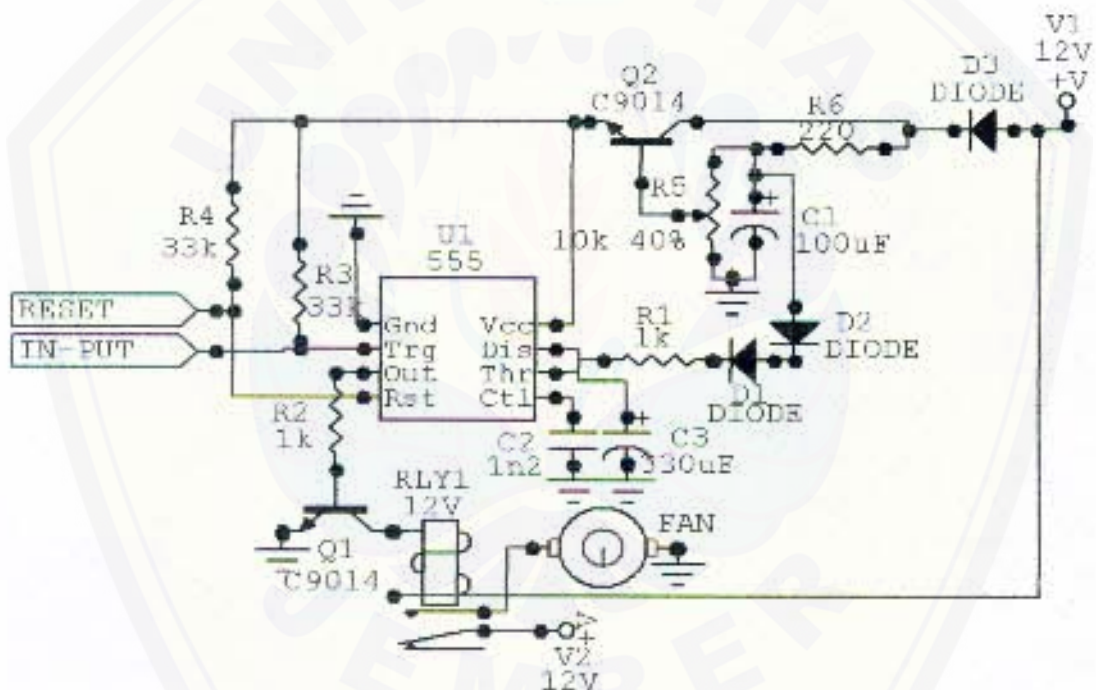 V1
12V
+V
D3
DIODE
Q2
C9014
R6
220
R4
33k
R5
10k 40%
C1
100uF
U1
555
R3
33k
RESET
IN-PUT
Gnd
Trg
Out
Rst
Vcc
Dis
Thr
Ctl
R1
1k
D2
DIODE
D1
DIODE
R2
1k
C2
1n2
+
C3
330uF
RLY1
12V
FAN
Q1
C9014
+V
V2
12V
UNIVERSITAS
JEMBER